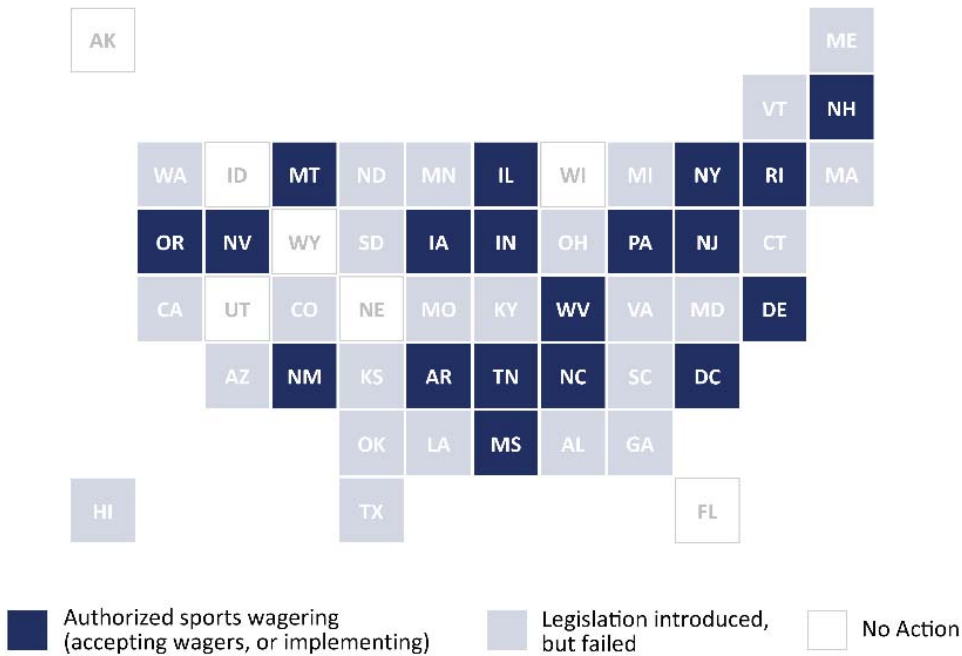 AK ME
VT NH
WA ID MT ND MN IL WI MI NY RI MA
OR NV WY SD IA IN OH PA NJ CT
CA UT CO NE MO KY WV VA MD DE
AZ NM KS AR TN NC SC DC
OK LA MS AL GA
HI TX FL
Authorized sports wagering
(accepting wagers, or implementing)
Legislation introduced,
but failed
No Action